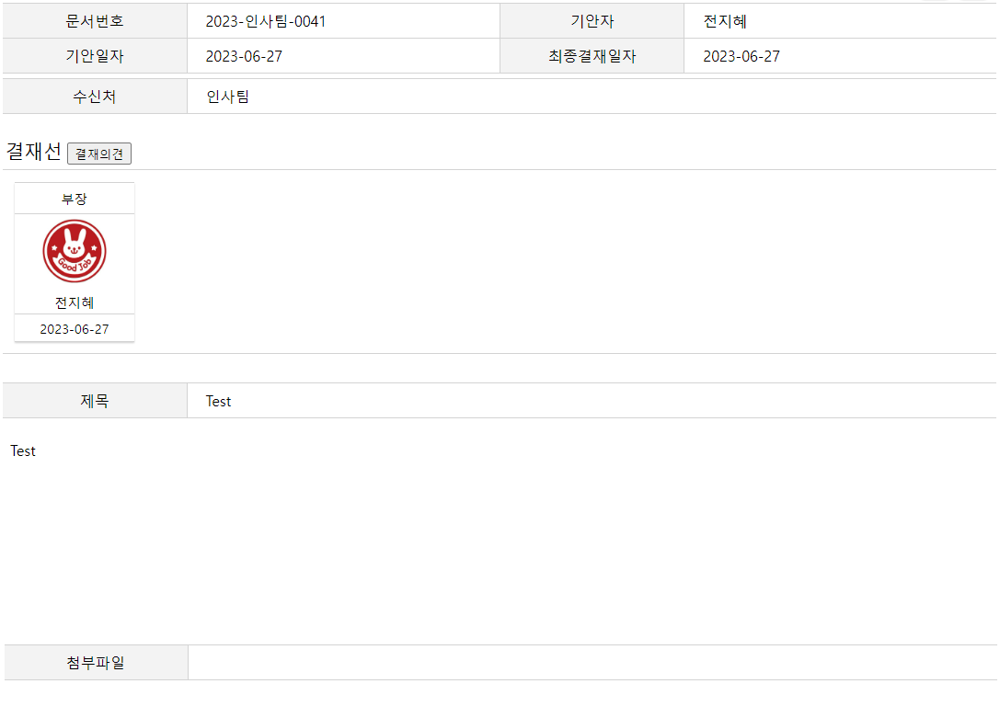 문서번호 2023-인사팀-0041 기안자 전지혜
기안일자 2023-06-27 최종결재일자 2023-06-27
수신처 인사팀
결재선 결재의견
부장
Good Job
전지혜
2023-06-27
제목 Test
Test
첨부파일